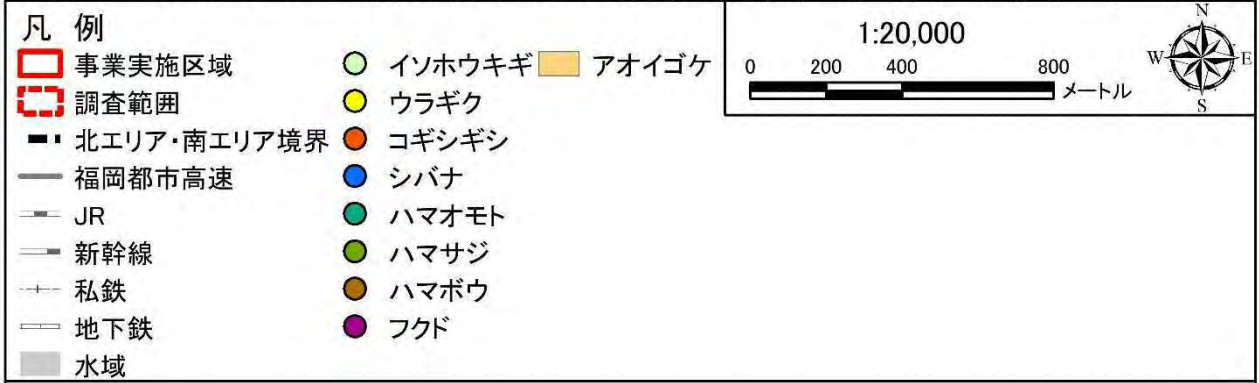 凡 例
事業実施区域
調査範囲
北エリア・南エリア境界
福岡都市高速
JR
新幹線
私鉄
地下鉄
水域
イソホウキギ
ウラギク
コギシギシ
シバナ
ハマオモト
ハマサジ
ハマボウ
フクド
アオイゴケ
1:20,000
0 200 400 800
メートル
N
W E
S